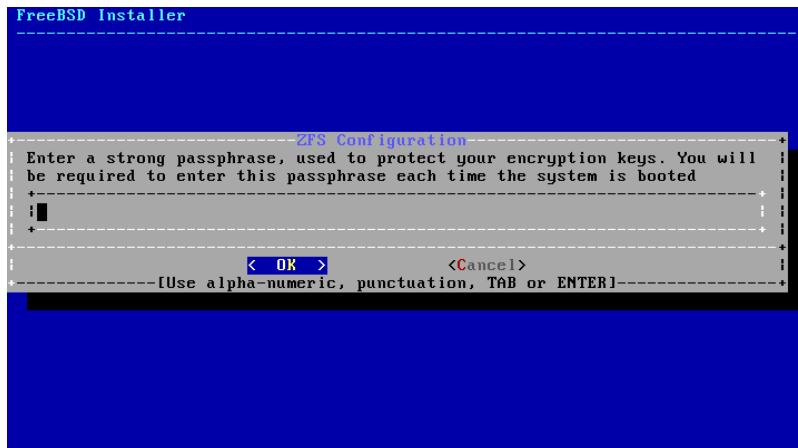 FreeBSD Installer
ZFS Configuration
Enter a strong passphrase, used to protect your encryption keys. You will
be required to enter this passphrase each time the system is booted
< OK > <Cancel>
[Use alpha-numeric, punctuation, TAB or ENTER]